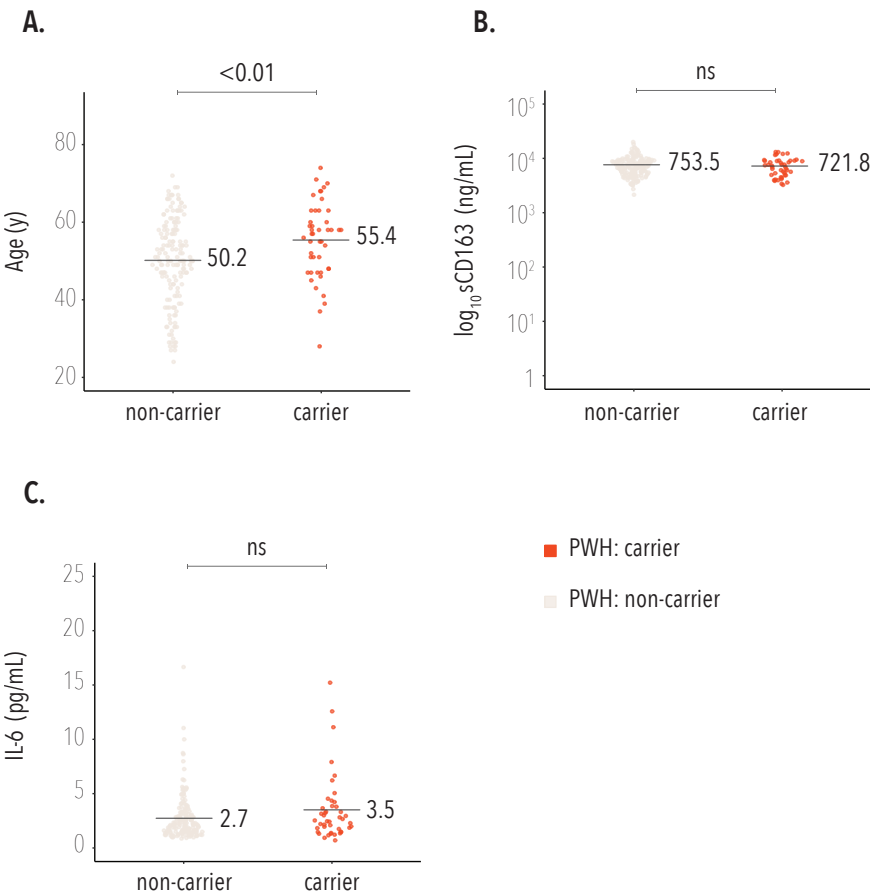 A.
<0.01
Age (y)
80
60
40
20
50.2
55.4
non-carrier
carrier
B.
ns
log₁₀ sCD163 (ng/mL)
10⁵
10⁴
10³
10²
10¹
1
753.5
721.8
non-carrier
carrier
C.
ns
IL-6 (pg/mL)
25
20
15
10
5
0
2.7
3.5
non-carrier
carrier
PWH: carrier
PWH: non-carrier